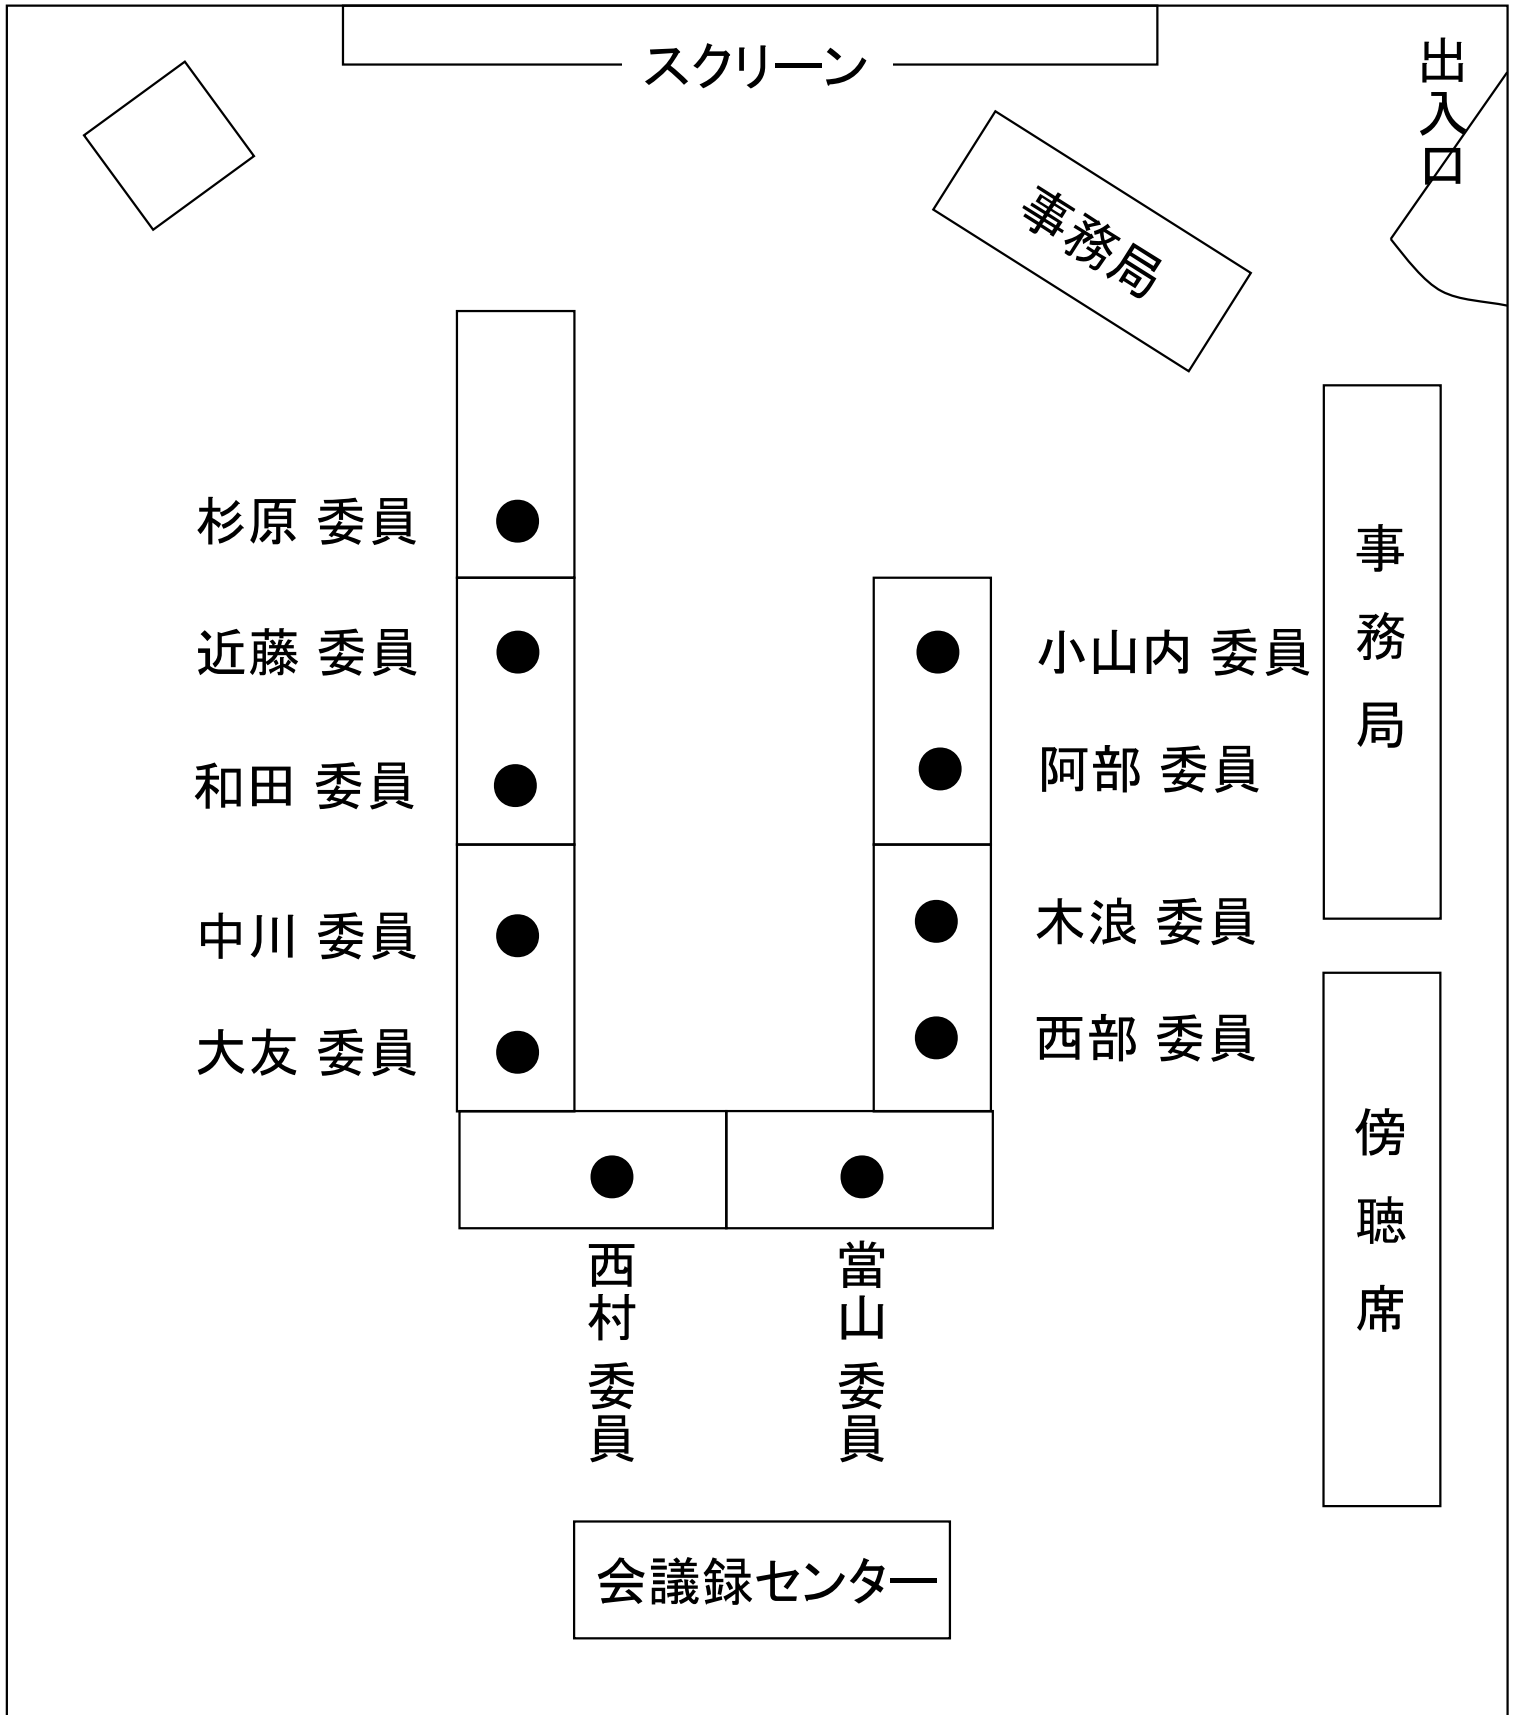 スクリーン
出入口
事務局
杉原 委員
近藤 委員
和田 委員
中川 委員
大友 委員
小山内 委員
阿部 委員
木浪 委員
西部 委員
事務局
傍聴席
西村 委員
當山 委員
会議録センター